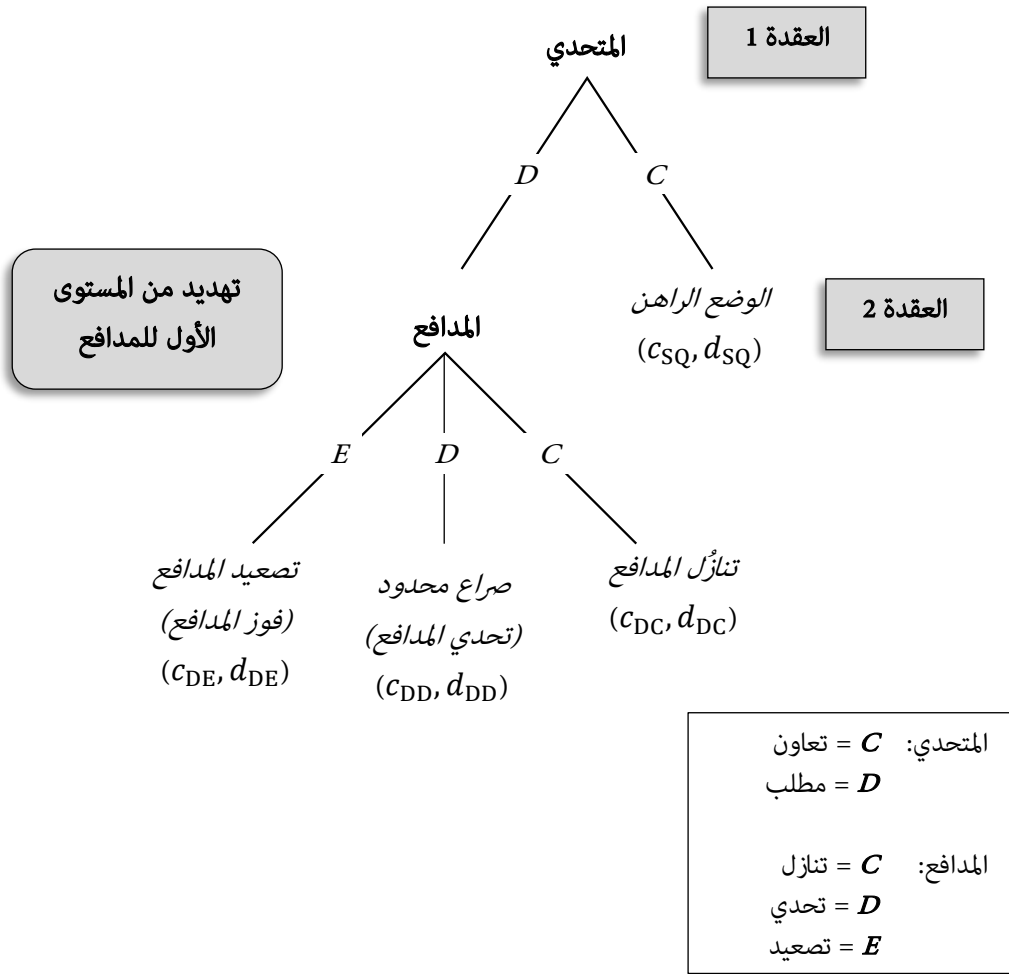 العقدة 1
المتحدي
D
C
تهديد من المستوى
الأول للمدافع
المدافع
الوضع الراهن
(c_SQ, d_SQ)
العقدة 2
E
D
C
تصعيد المدافع
(فوز المدافع)
(c_DE, d_DE)
صراع محدود
(تحدي المدافع)
(c_DD, d_DD)
تنازُل المدافع
(c_DC, d_DC)
المتحدي: C = تعاون
D = مطلب
المدافع: C = تنازل
D = تحدي
E = تصعيد